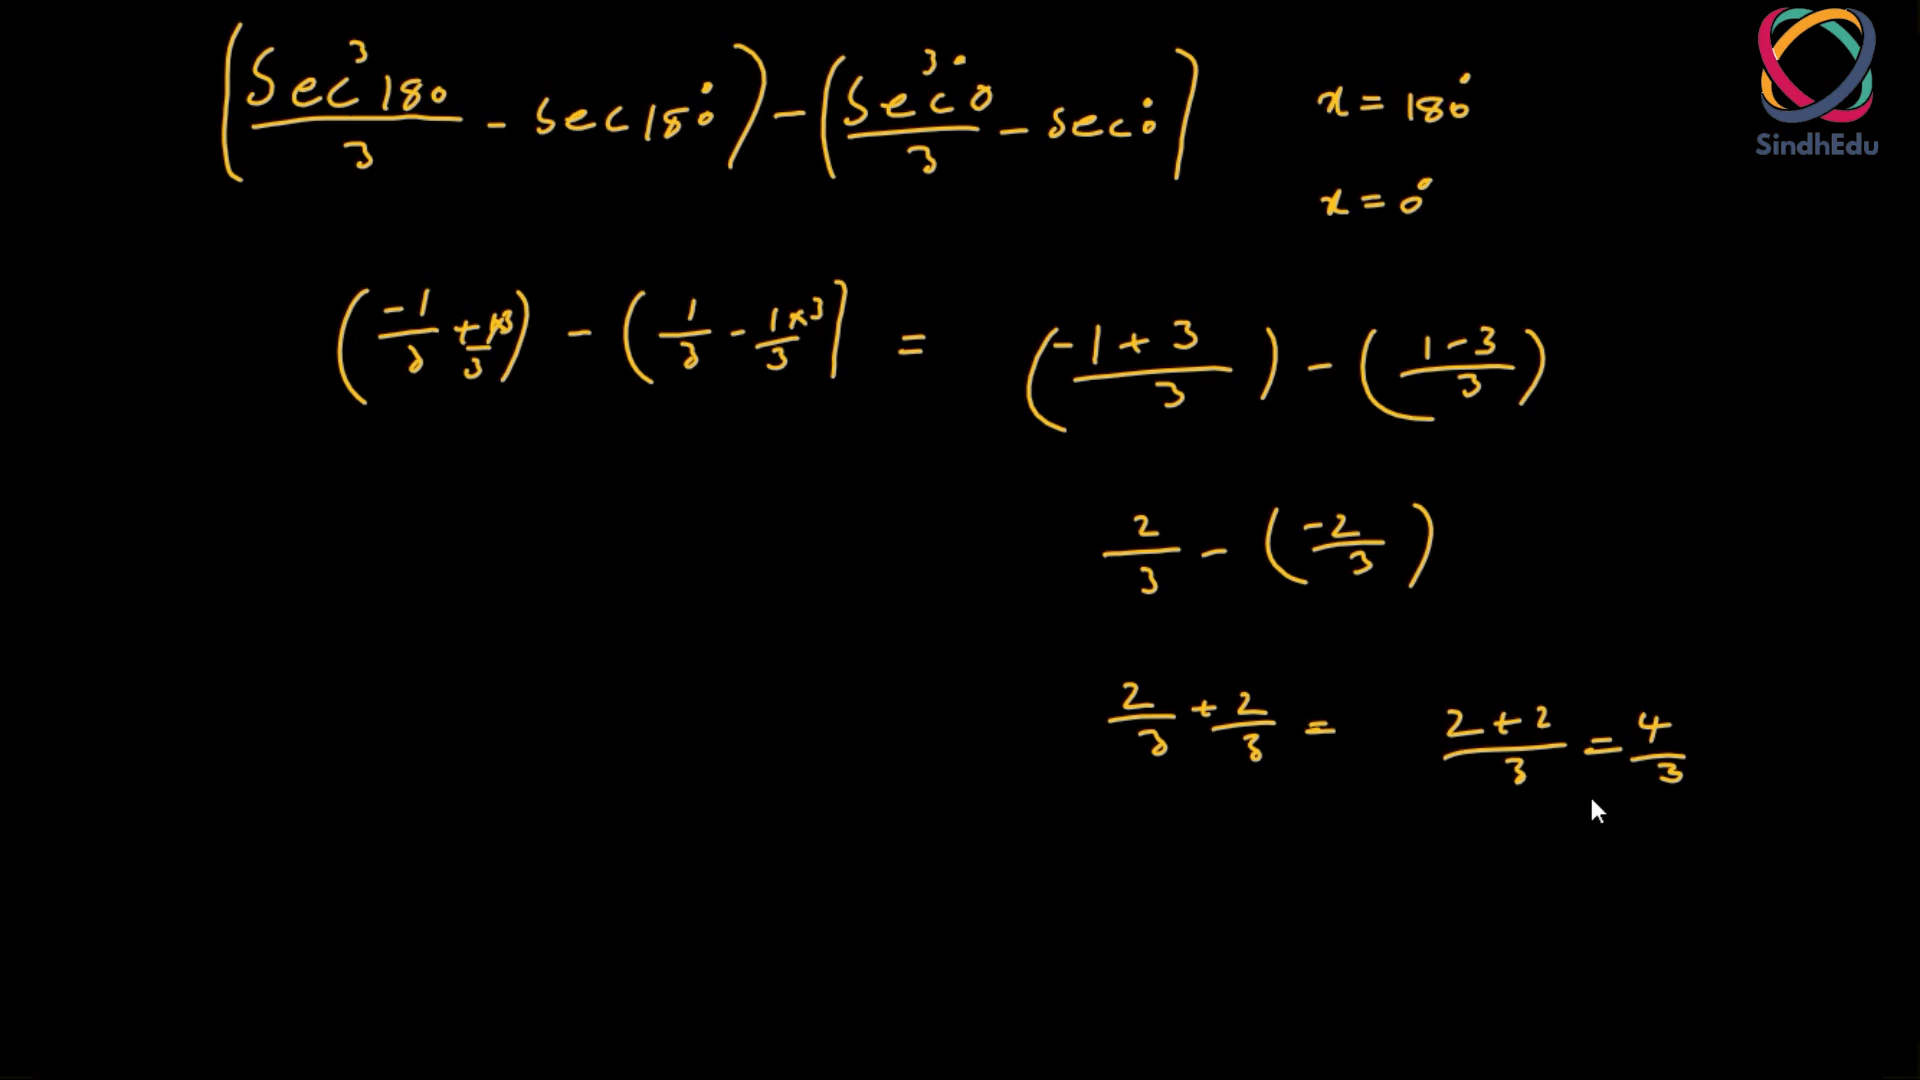 (Sec³180/3 - sec180°) - (Sec³0°/3 - sec0°) x = 180°
x = 0°
(-1/3 + 1×3/3) - (1/3 - 1×3/3) = (-1 + 3/3) - (1 - 3/3)
2/3 - (-2/3)
2/3 + 2/3 = 2 + 2/3 = 4/3
SindhEdu